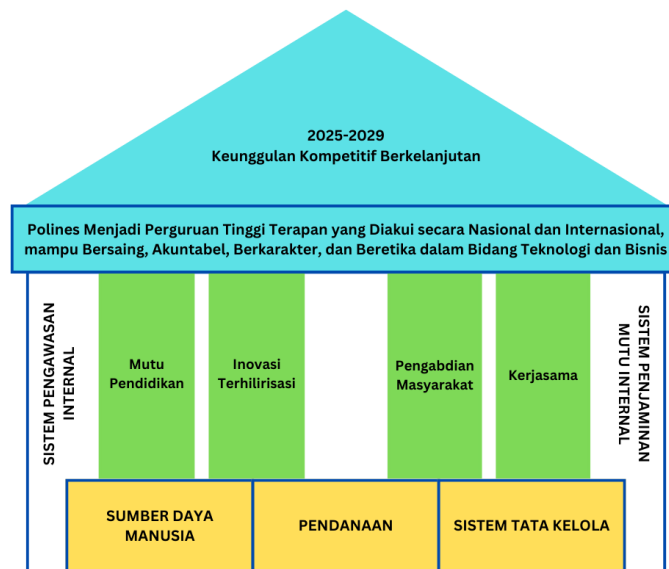 2025-2029
Keunggulan Kompetitif Berkelanjutan
Polines Menjadi Perguruan Tinggi Terapan yang Diakui secara Nasional dan Internasional,
mampu Bersaing, Akuntabel, Berkarakter, dan Beretika dalam Bidang Teknologi dan Bisnis
SISTEM PENGAWASAN
INTERNAL
Mutu
Pendidikan
Inovasi
Terhilirisasi
Pengabdian
Masyarakat
Kerjasama
SISTEM PENJAMINAN
MUTU INTERNAL
SUMBER DAYA
MANUSIA
PENDANAAN
SISTEM TATA KELOLA